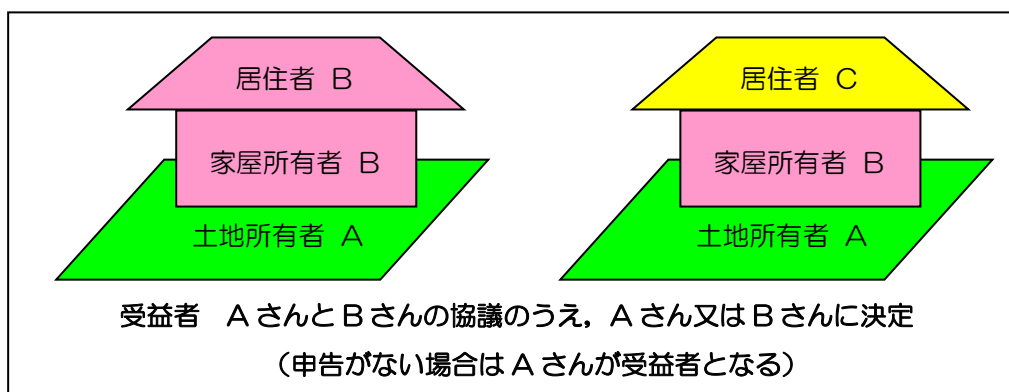 居住者 B
家屋所有者 B
土地所有者 A
居住者 C
家屋所有者 B
土地所有者 A
受益者　AさんとBさんの協議のうえ，Aさん又はBさんに決定
（申告がない場合はAさんが受益者となる）